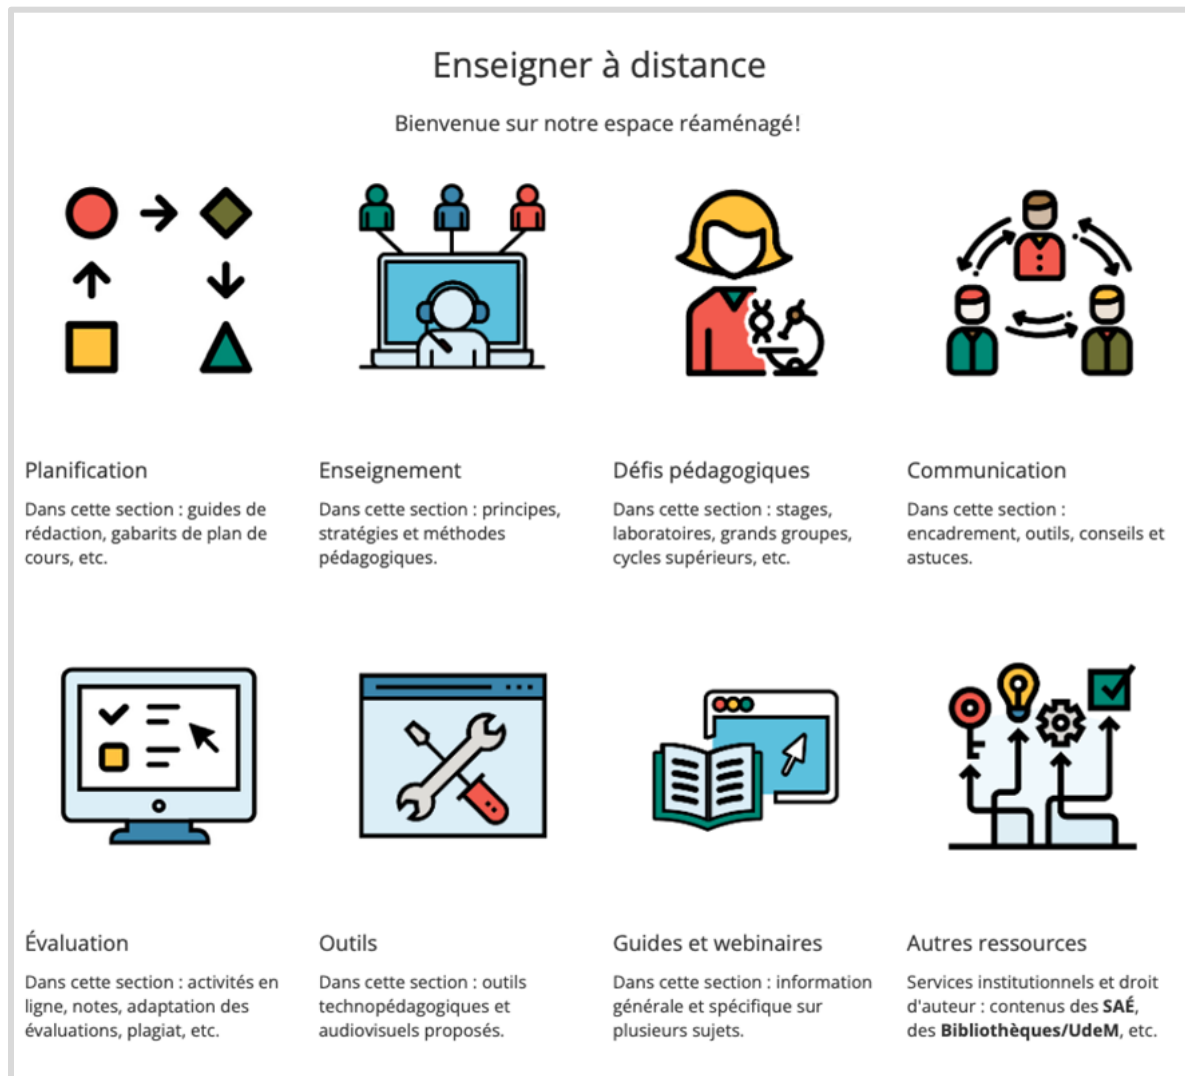 Enseigner à distance
Bienvenue sur notre espace réaménagé!
Planification
Dans cette section : guides de
rédaction, gabarits de plan de
cours, etc.
Enseignement
Dans cette section : principes,
stratégies et méthodes
pédagogiques.
Défis pédagogiques
Dans cette section : stages,
laboratoires, grands groupes,
cycles supérieurs, etc.
Communication
Dans cette section :
encadrement, outils, conseils et
astuces.
Évaluation
Dans cette section : activités en
ligne, notes, adaptation des
évaluations, plagiat, etc.
Outils
Dans cette section : outils
technopédagogiques et
audiovisuels proposés.
Guides et webinaires
Dans cette section : information
générale et spécifique sur
plusieurs sujets.
Autres ressources
Services institutionnels et droit
d'auteur : contenus des SAÉ,
des Bibliothèques/UdeM, etc.